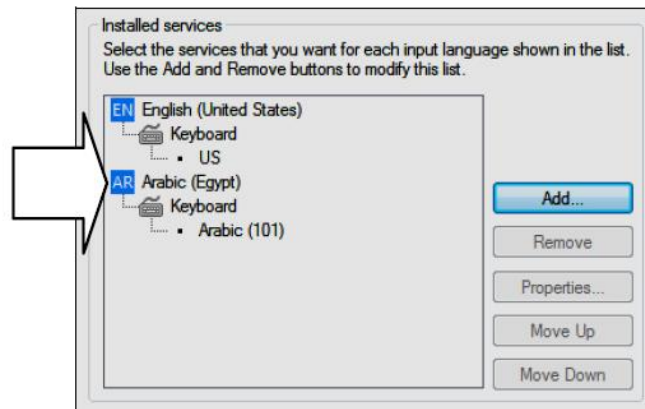 Installed services
Select the services that you want for each input language shown in the list.
Use the Add and Remove buttons to modify this list.
EN English (United States)
Keyboard
US
AR Arabic (Egypt)
Keyboard
Arabic (101)
Add...
Remove
Properties...
Move Up
Move Down